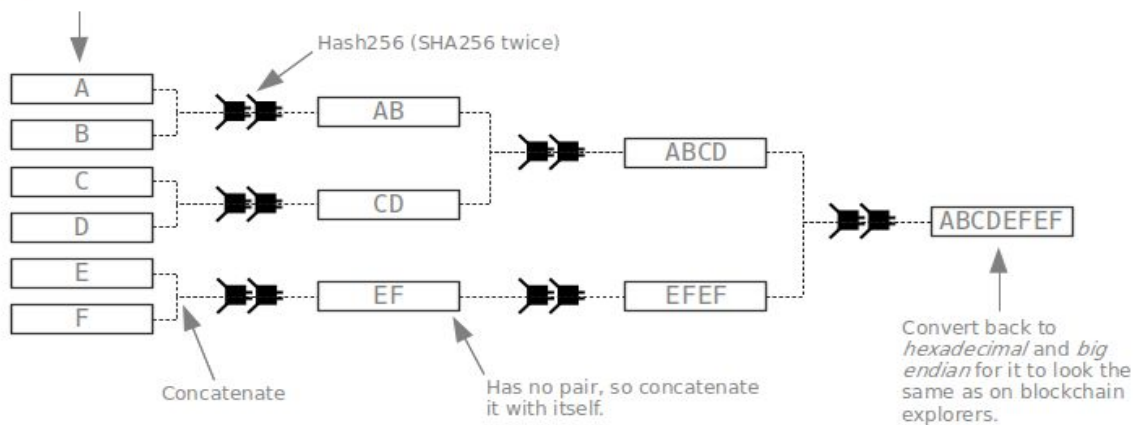 Hash256 (SHA256 twice)
A
B
C
D
E
F
AB
CD
EF
ABCD
EFEF
ABCDEFEF
Concatenate
Has no pair, so concatenate
it with itself.
Convert back to
hexadecimal and big
endian for it to look the
same as on blockchain
explorers.